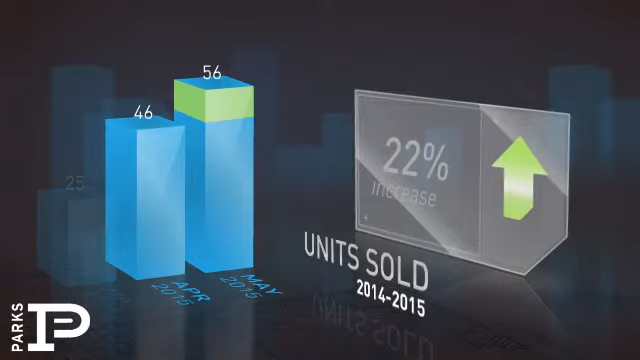 56
46
25
22%
increase
APR
2015
MAY
2015
UNITS SOLD
2014-2015
PARKS
P